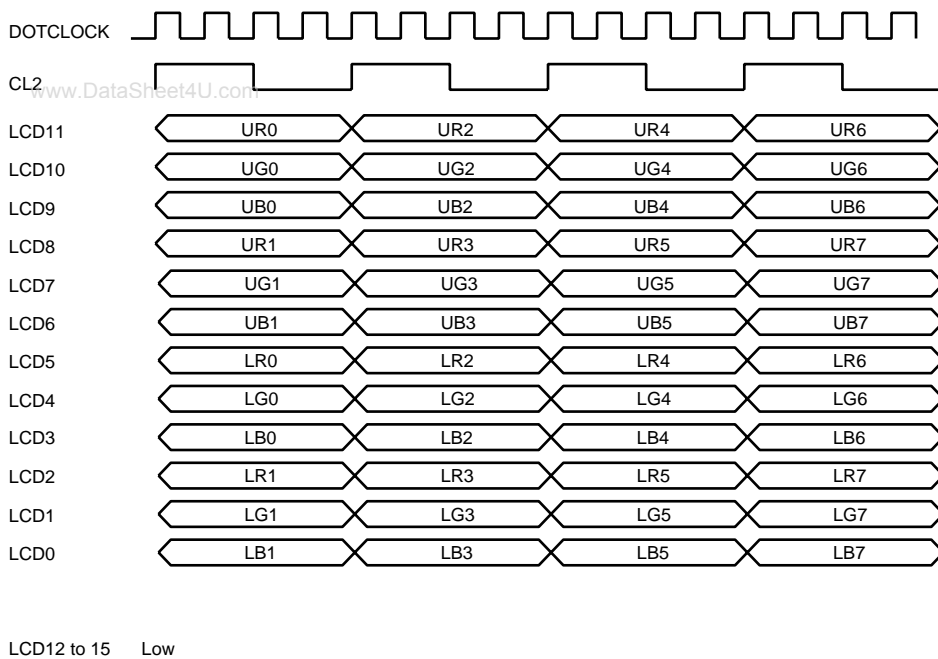 DOTCLOCK
CL2
www.DataSheet4U.com
LCD11 UR0 UR2 UR4 UR6
LCD10 UG0 UG2 UG4 UG6
LCD9 UB0 UB2 UB4 UB6
LCD8 UR1 UR3 UR5 UR7
LCD7 UG1 UG3 UG5 UG7
LCD6 UB1 UB3 UB5 UB7
LCD5 LR0 LR2 LR4 LR6
LCD4 LG0 LG2 LG4 LG6
LCD3 LB0 LB2 LB4 LB6
LCD2 LR1 LR3 LR5 LR7
LCD1 LG1 LG3 LG5 LG7
LCD0 LB1 LB3 LB5 LB7
LCD12 to 15 Low